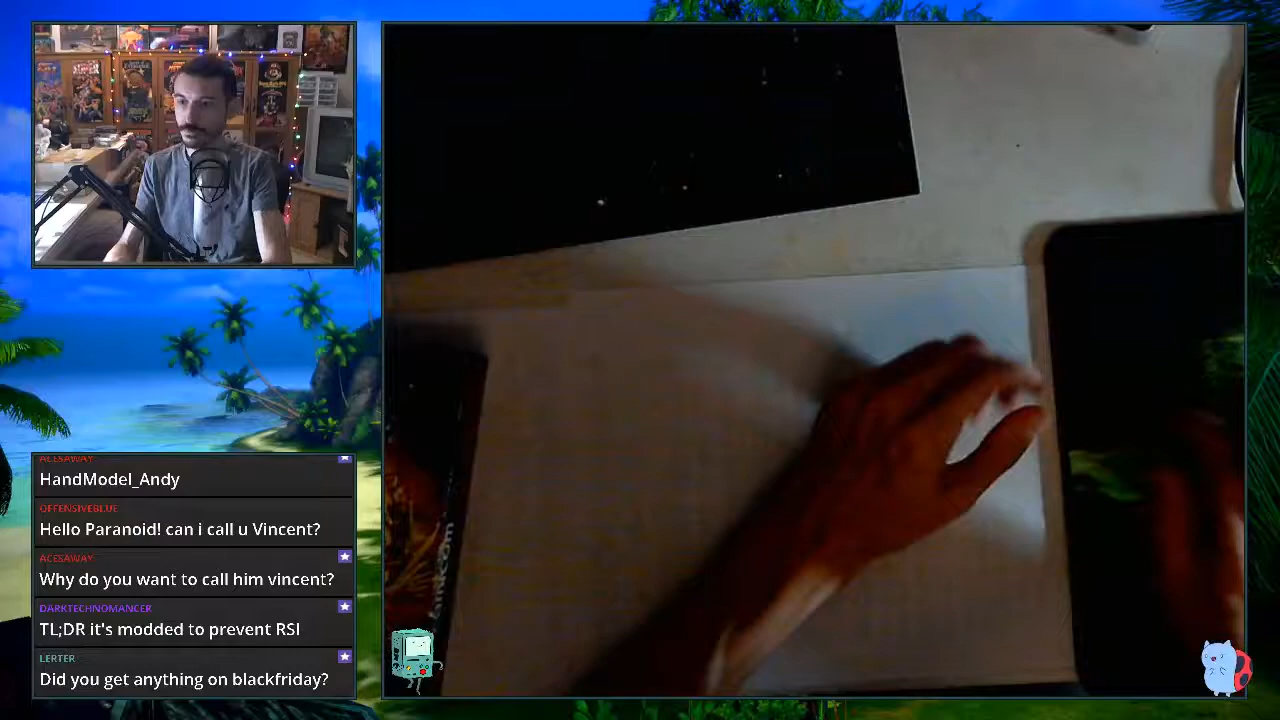 ACESAWAY
HandModel_Andy
OFFENSIVEBLUE
Hello Paranoid! can i call u Vincent?
ACESAWAY
Why do you want to call him vincent?
DARKTECHNOMANCER
TL;DR it's modded to prevent RSI
LERTER
Did you get anything on blackfriday?